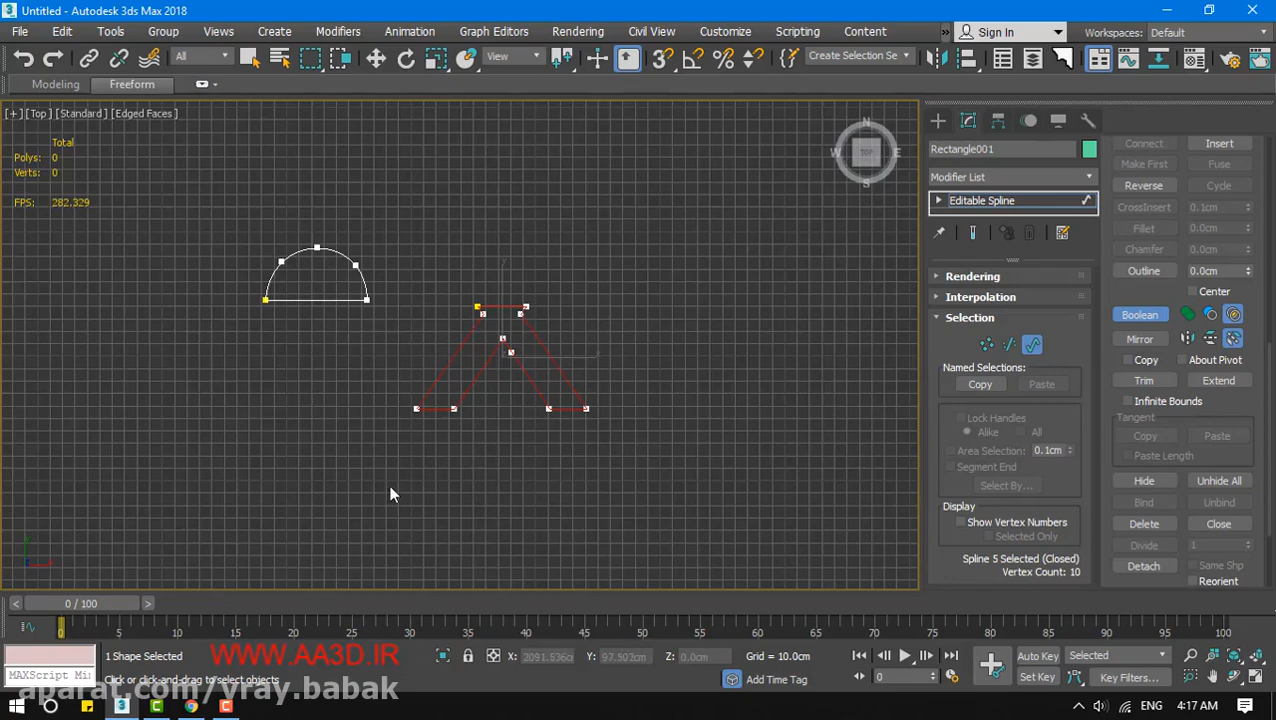 Untitled - Autodesk 3ds Max 2018
File Edit Tools Group Views Create Modifiers Animation Graph Editors Rendering Civil View Customize Scripting Content » Sign In Workspaces: Default
All View Create Selection Se
Modeling Freeform
[+] [Top] [Standard] [Edged Faces]
Total
Polys: 0
Verts: 0
FPS: 282.329
N
W TOP E
S
Rectangle001
Modifier List
Editable Spline
Rendering
Interpolation
Selection
Named Selections:
Copy Paste
Lock Handles
Alike All
Area Selection: 0.1cm
Segment End
Select By...
Display
Show Vertex Numbers
Selected Only
Spline 5 Selected (Closed)
Vertex Count: 10
Connect Insert
Make First Fuse
Reverse Cycle
CrossInsert 0.1cm
Fillet 0.0cm
Chamfer 0.0cm
Outline 0.0cm
Center
Boolean
Mirror
Copy About Pivot
Trim Extend
Infinite Bounds
Tangent
Copy Paste
Paste Length
Hide Unhide All
Bind Unbind
Delete Close
Divide 1
Detach Same Shp
Reorient
< 0 / 100 >
0 5 10 15 20 25 30 35 40 45 50 55 60 65 70 75 80 85 90 95 100
1 Shape Selected
WWW.AA3D.IR
X: 2091.536cm Y: 97.507cm Z: 0.0cm Grid = 10.0cm
Auto Key Selected
MAXScript Mi
Click or click-and-drag to select objects
Add Time Tag
Set Key Key Filters...
0
aparat.com/vray.babak
ENG 4:17 AM